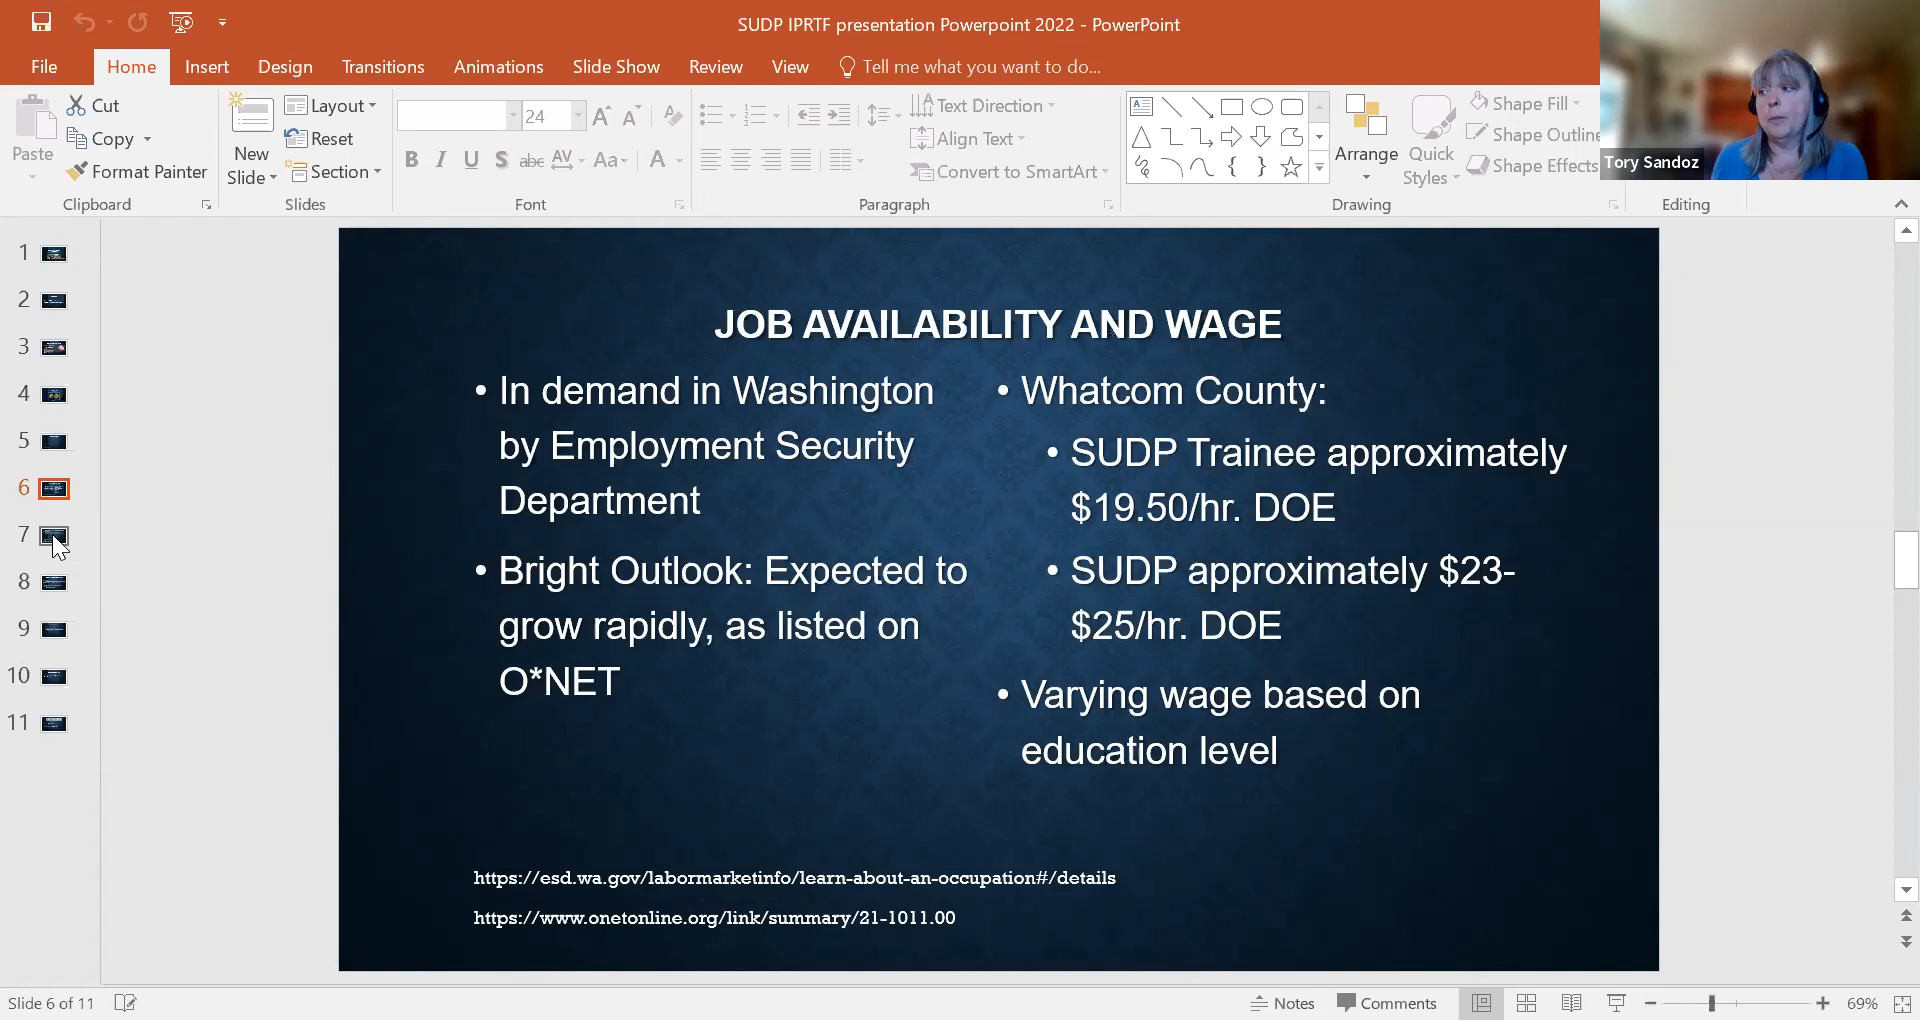 SUDP IPRTF presentation Powerpoint 2022 - PowerPoint
File Home Insert Design Transitions Animations Slide Show Review View Tell me what you want to do...
Paste
Cut
Copy
Format Painter
Clipboard
New
Slide
Layout
Reset
Section
Slides
24
A A
B I U S abc AV Aa A
Font
Text Direction
Align Text
Convert to SmartArt
Paragraph
Arrange
Quick
Styles
Shape Fill
Shape Outline
Shape Effects
Drawing
Editing
Tory Sandoz
1
2
3
4
5
6
7
8
9
10
11
JOB AVAILABILITY AND WAGE
• In demand in Washington
by Employment Security
Department
• Bright Outlook: Expected to
grow rapidly, as listed on
O*NET
• Whatcom County:
• SUDP Trainee approximately
$19.50/hr. DOE
• SUDP approximately $23-
$25/hr. DOE
• Varying wage based on
education level
https://esd.wa.gov/labormarketinfo/learn-about-an-occupation#/details
https://www.onetonline.org/link/summary/21-1011.00
Slide 6 of 11
Notes Comments 69%